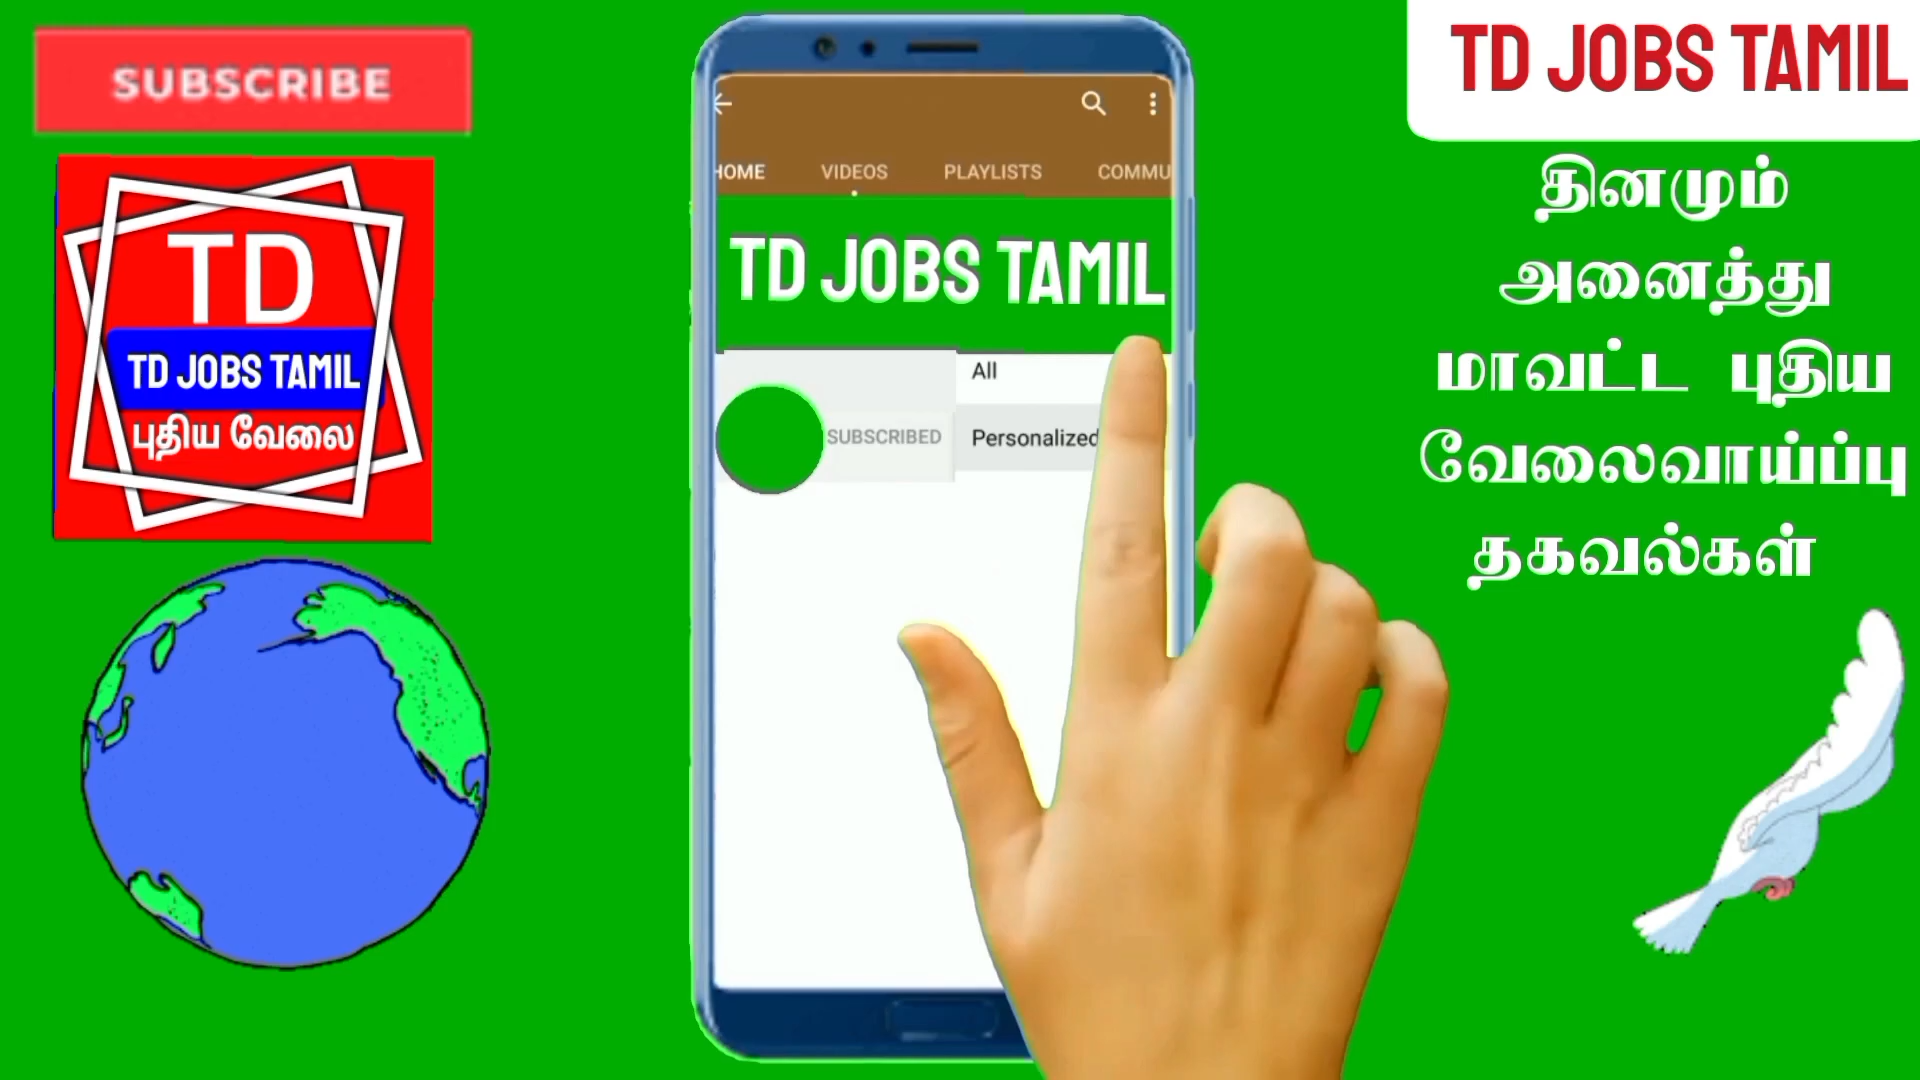 SUBSCRIBE
TD
TD JOBS TAMIL
புதிய வேலை
HOME VIDEOS PLAYLISTS COMMU
TD JOBS TAMIL
All
SUBSCRIBED Personalized
TD JOBS TAMIL
தினமும்
அனைத்து
மாவட்ட புதிய
வேலைவாய்ப்பு
தகவல்கள்